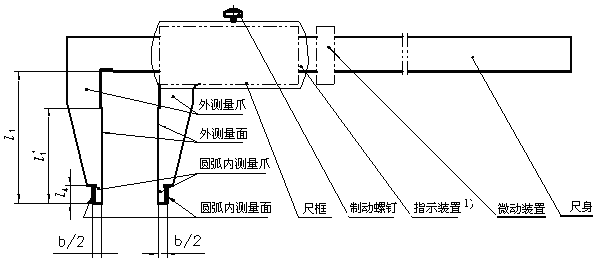 外测量爪
外测量面
圆弧内测量爪
圆弧内测量面
尺框
制动螺钉
指示装置1)
微动装置
尺身
l1
l1'
l4
b/2
b/2